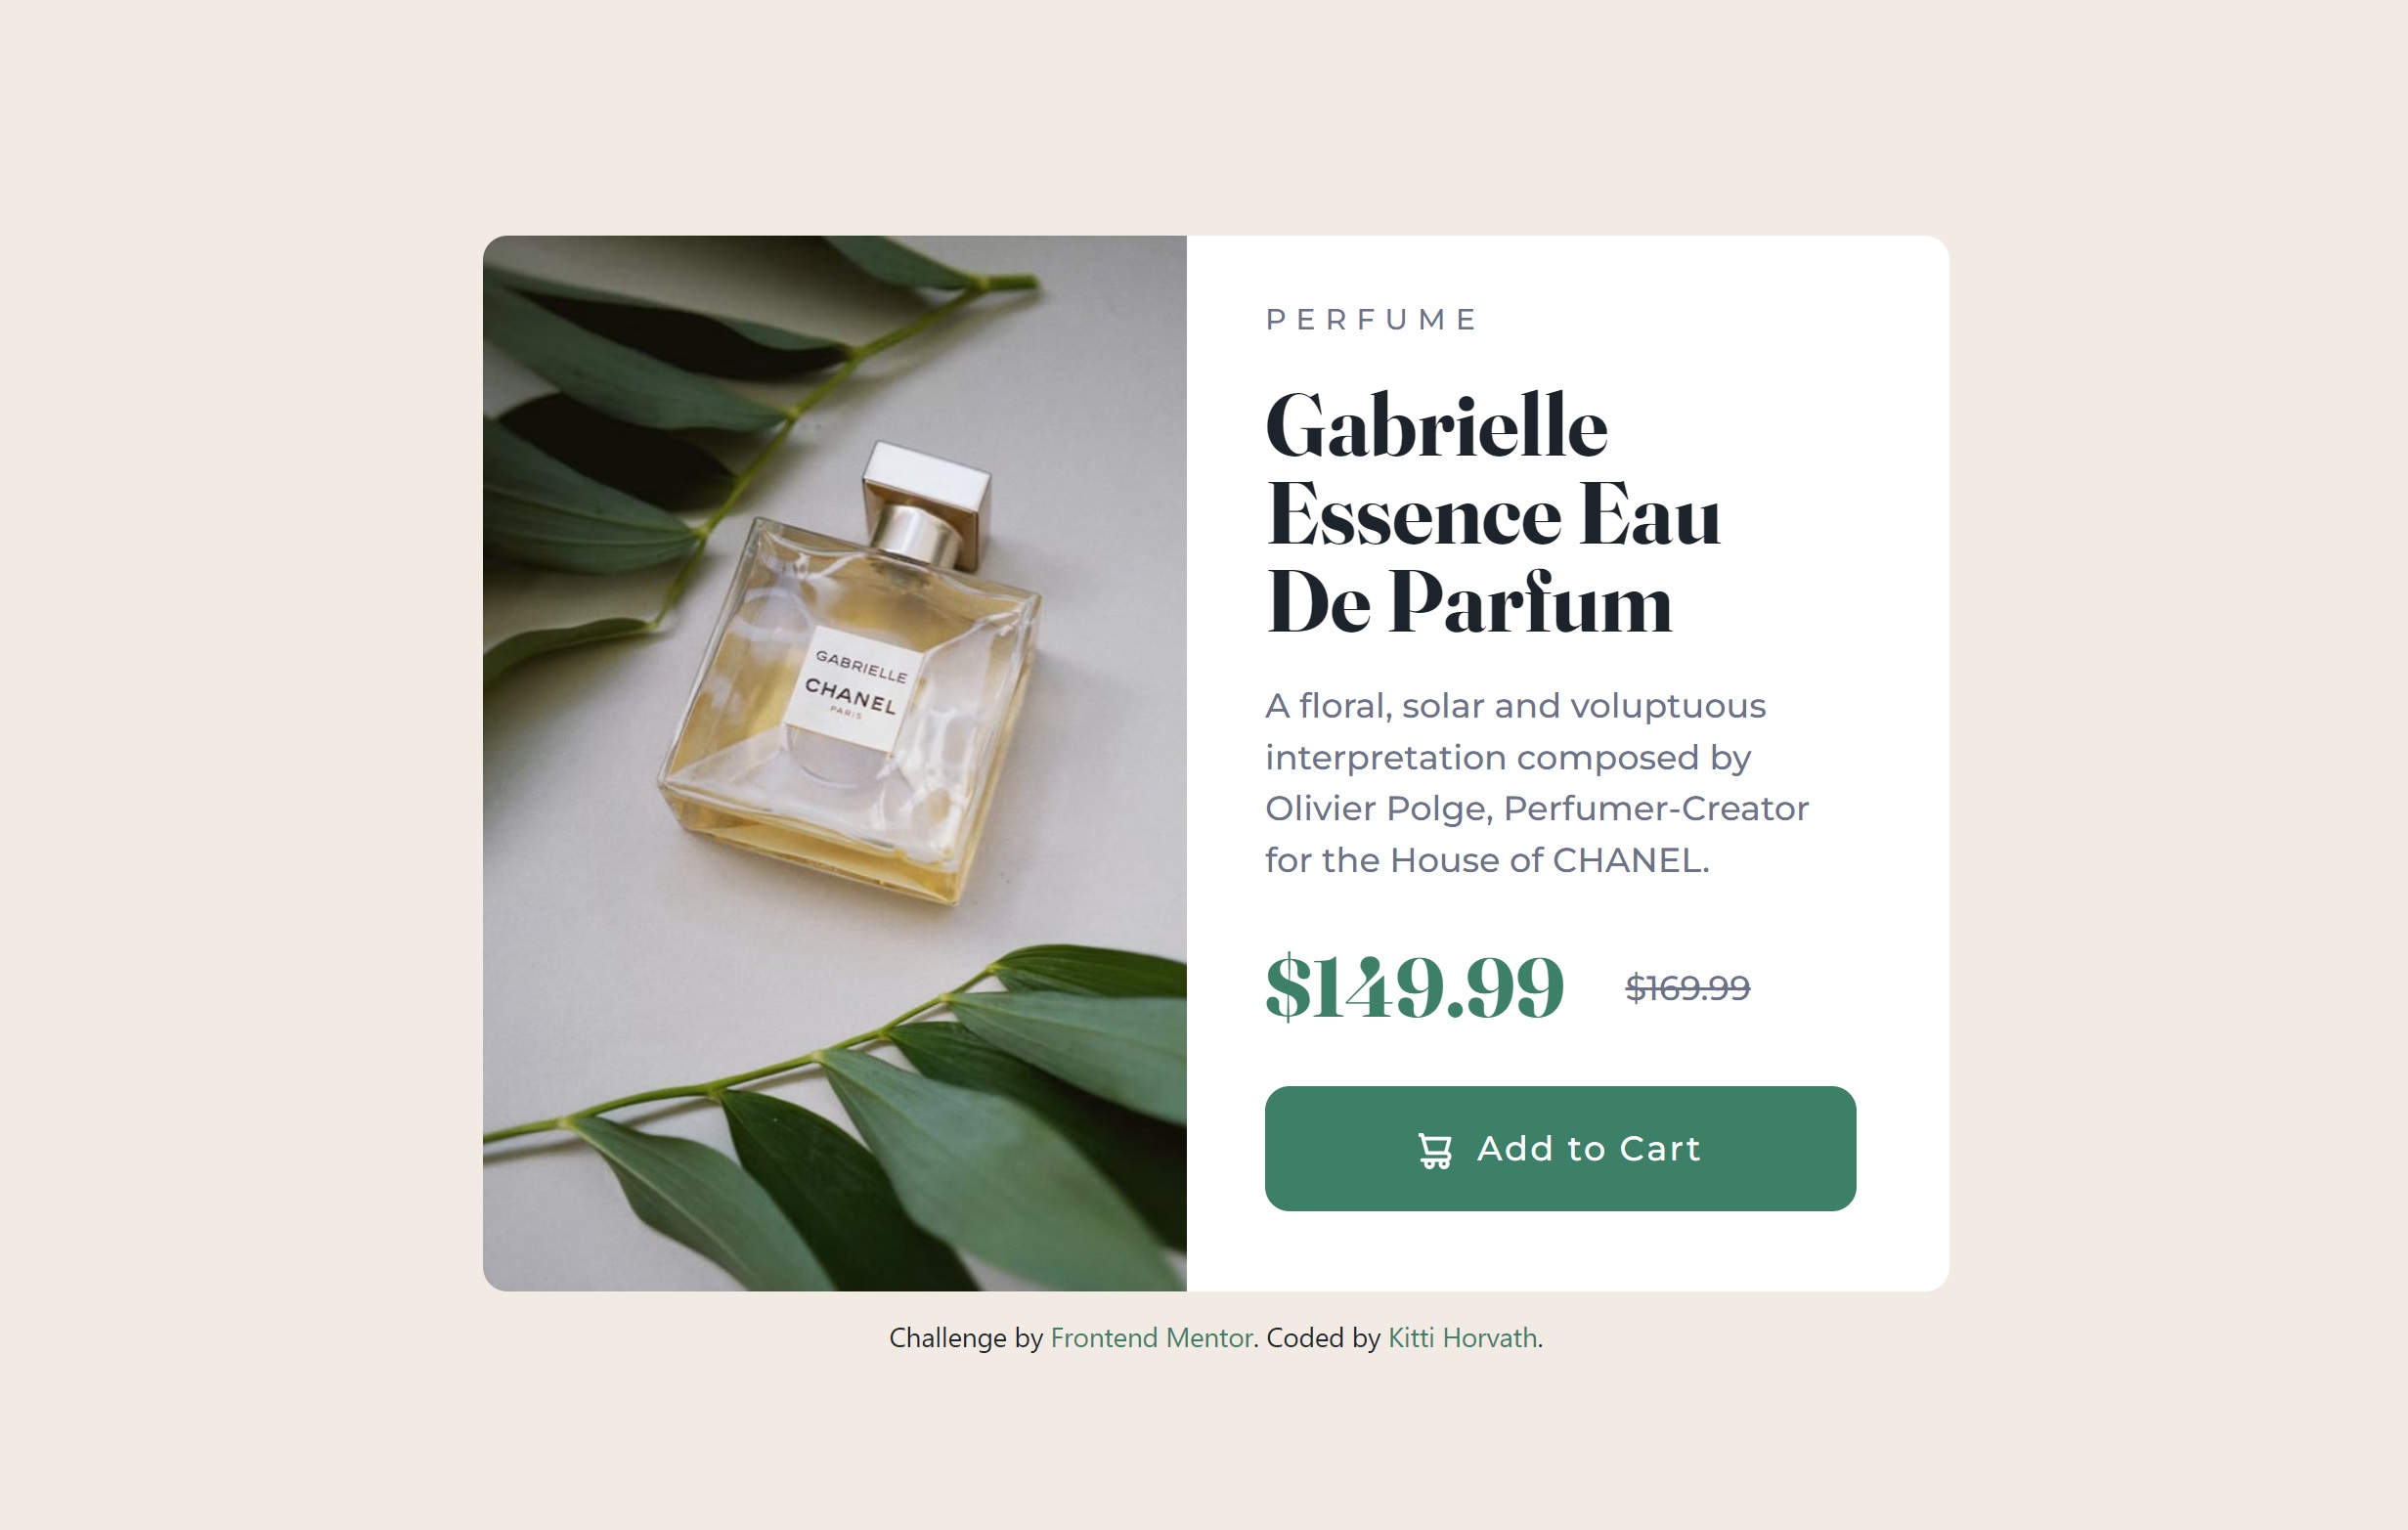 PERFUME
Gabrielle
Essence Eau
De Parfum
A floral, solar and voluptuous
interpretation composed by
Olivier Polge, Perfumer-Creator
for the House of CHANEL.
$149.99 $169.99
Add to Cart
GABRIELLE
CHANEL
PARIS
Challenge by Frontend Mentor. Coded by Kitti Horvath.